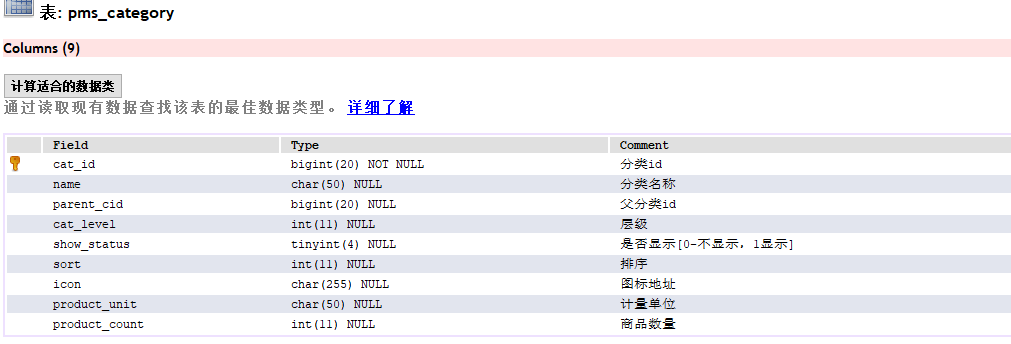 表: pms_category
Columns (9)
计算适合的数据类
通过读取现有数据查找该表的最佳数据类型。 详细了解
Field Type Comment
cat_id bigint(20) NOT NULL 分类id
name char(50) NULL 分类名称
parent_cid bigint(20) NULL 父分类id
cat_level int(11) NULL 层级
show_status tinyint(4) NULL 是否显示[0-不显示，1显示]
sort int(11) NULL 排序
icon char(255) NULL 图标地址
product_unit char(50) NULL 计量单位
product_count int(11) NULL 商品数量